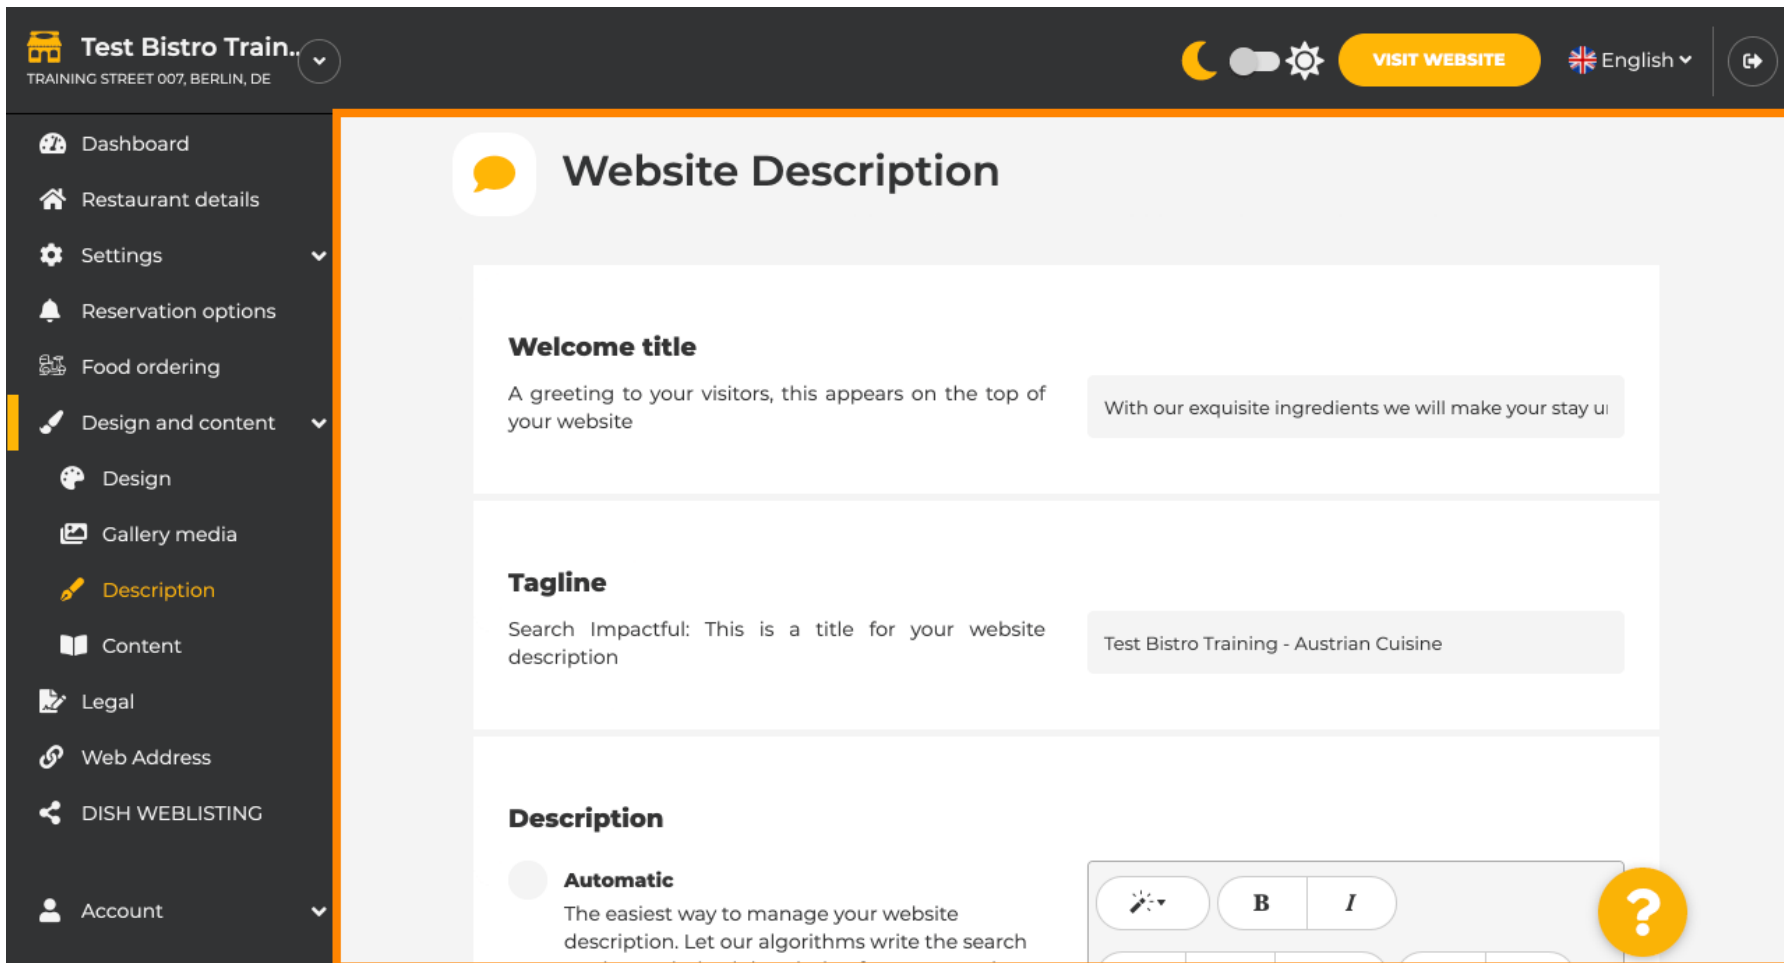 Test Bistro Train..
TRAINING STREET 007, BERLIN, DE
VISIT WEBSITE
English
Dashboard
Restaurant details
Settings
Reservation options
Food ordering
Design and content
Design
Gallery media
Description
Content
Legal
Web Address
DISH WEBLISTING
Account
Website Description
Welcome title
A greeting to your visitors, this appears on the top of
your website
With our exquisite ingredients we will make your stay
Tagline
Search Impactful: This is a title for your website
description
Test Bistro Training - Austrian Cuisine
Description
Automatic
The easiest way to manage your website
description. Let our algorithms write the search
B
I
?